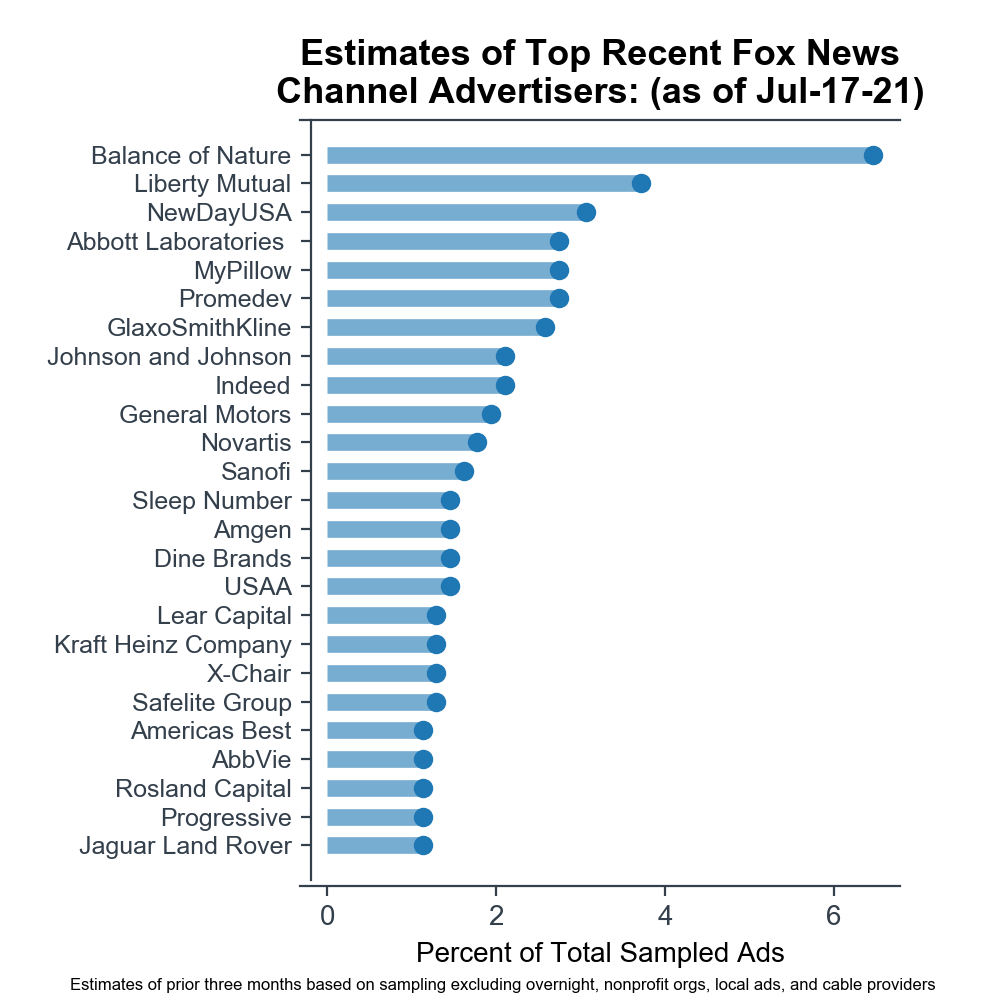 Estimates of Top Recent Fox News
Channel Advertisers: (as of Jul-17-21)
Balance of Nature
Liberty Mutual
NewDayUSA
Abbott Laboratories
MyPillow
Promedev
GlaxoSmithKline
Johnson and Johnson
Indeed
General Motors
Novartis
Sanofi
Sleep Number
Amgen
Dine Brands
USAA
Lear Capital
Kraft Heinz Company
X-Chair
Safelite Group
Americas Best
AbbVie
Rosland Capital
Progressive
Jaguar Land Rover
0 2 4 6
Percent of Total Sampled Ads
Estimates of prior three months based on sampling excluding overnight, nonprofit orgs, local ads, and cable providers